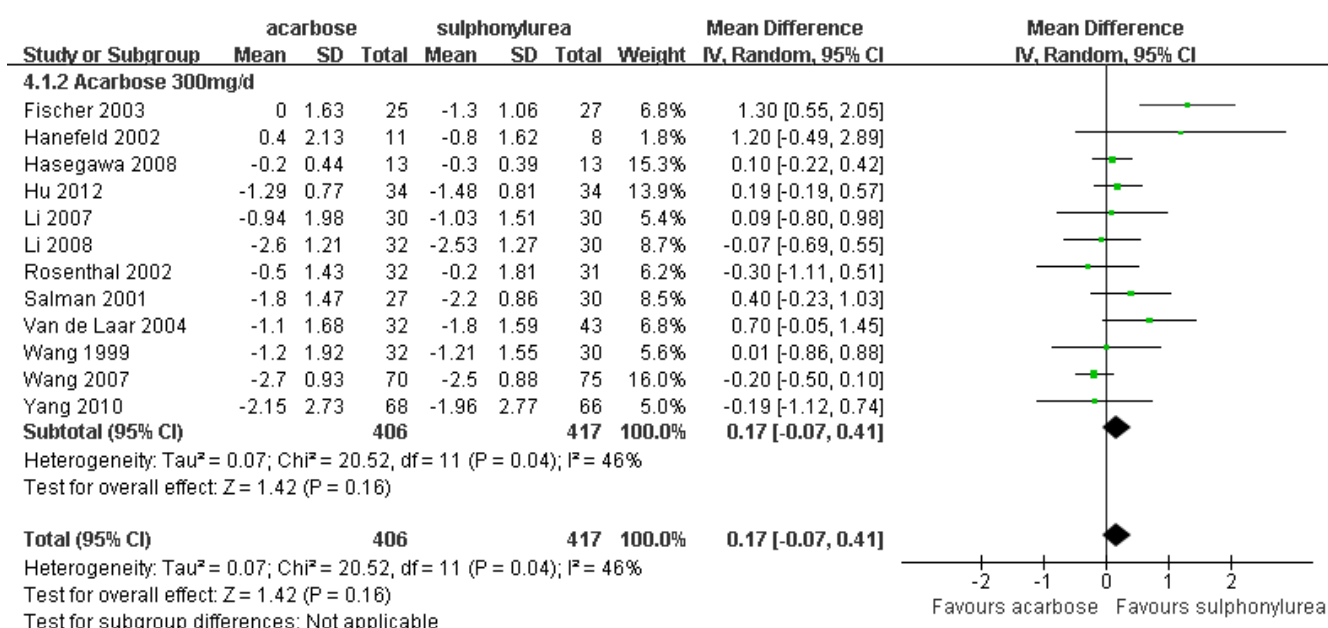 acarbose sulphonylurea Mean Difference Mean Difference
Study or Subgroup Mean SD Total Mean SD Total Weight IV, Random, 95% CI IV, Random, 95% CI
4.1.2 Acarbose 300mg/d
Fischer 2003 0 1.63 25 -1.3 1.06 27 6.8% 1.30 [0.55, 2.05]
Hanefeld 2002 0.4 2.13 11 -0.8 1.62 8 1.8% 1.20 [-0.49, 2.89]
Hasegawa 2008 -0.2 0.44 13 -0.3 0.39 13 15.3% 0.10 [-0.22, 0.42]
Hu 2012 -1.29 0.77 34 -1.48 0.81 34 13.9% 0.19 [-0.19, 0.57]
Li 2007 -0.94 1.98 30 -1.03 1.51 30 5.4% 0.09 [-0.80, 0.98]
Li 2008 -2.6 1.21 32 -2.53 1.27 30 8.7% -0.07 [-0.69, 0.55]
Rosenthal 2002 -0.5 1.43 32 -0.2 1.81 31 6.2% -0.30 [-1.11, 0.51]
Salman 2001 -1.8 1.47 27 -2.2 0.86 30 8.5% 0.40 [-0.23, 1.03]
Van de Laar 2004 -1.1 1.68 32 -1.8 1.59 43 6.8% 0.70 [-0.05, 1.45]
Wang 1999 -1.2 1.92 32 -1.21 1.55 30 5.6% 0.01 [-0.86, 0.88]
Wang 2007 -2.7 0.93 70 -2.5 0.88 75 16.0% -0.20 [-0.50, 0.10]
Yang 2010 -2.15 2.73 68 -1.96 2.77 66 5.0% -0.19 [-1.12, 0.74]
Subtotal (95% CI) 406 417 100.0% 0.17 [-0.07, 0.41]
Heterogeneity: Tau² = 0.07; Chi² = 20.52, df = 11 (P = 0.04); I² = 46%
Test for overall effect: Z = 1.42 (P = 0.16)
Total (95% CI) 406 417 100.0% 0.17 [-0.07, 0.41]
Heterogeneity: Tau² = 0.07; Chi² = 20.52, df = 11 (P = 0.04); I² = 46%
-2 -1 0 1 2
Test for overall effect: Z = 1.42 (P = 0.16)
Favours acarbose Favours sulphonylurea
Test for subgroup differences: Not applicable